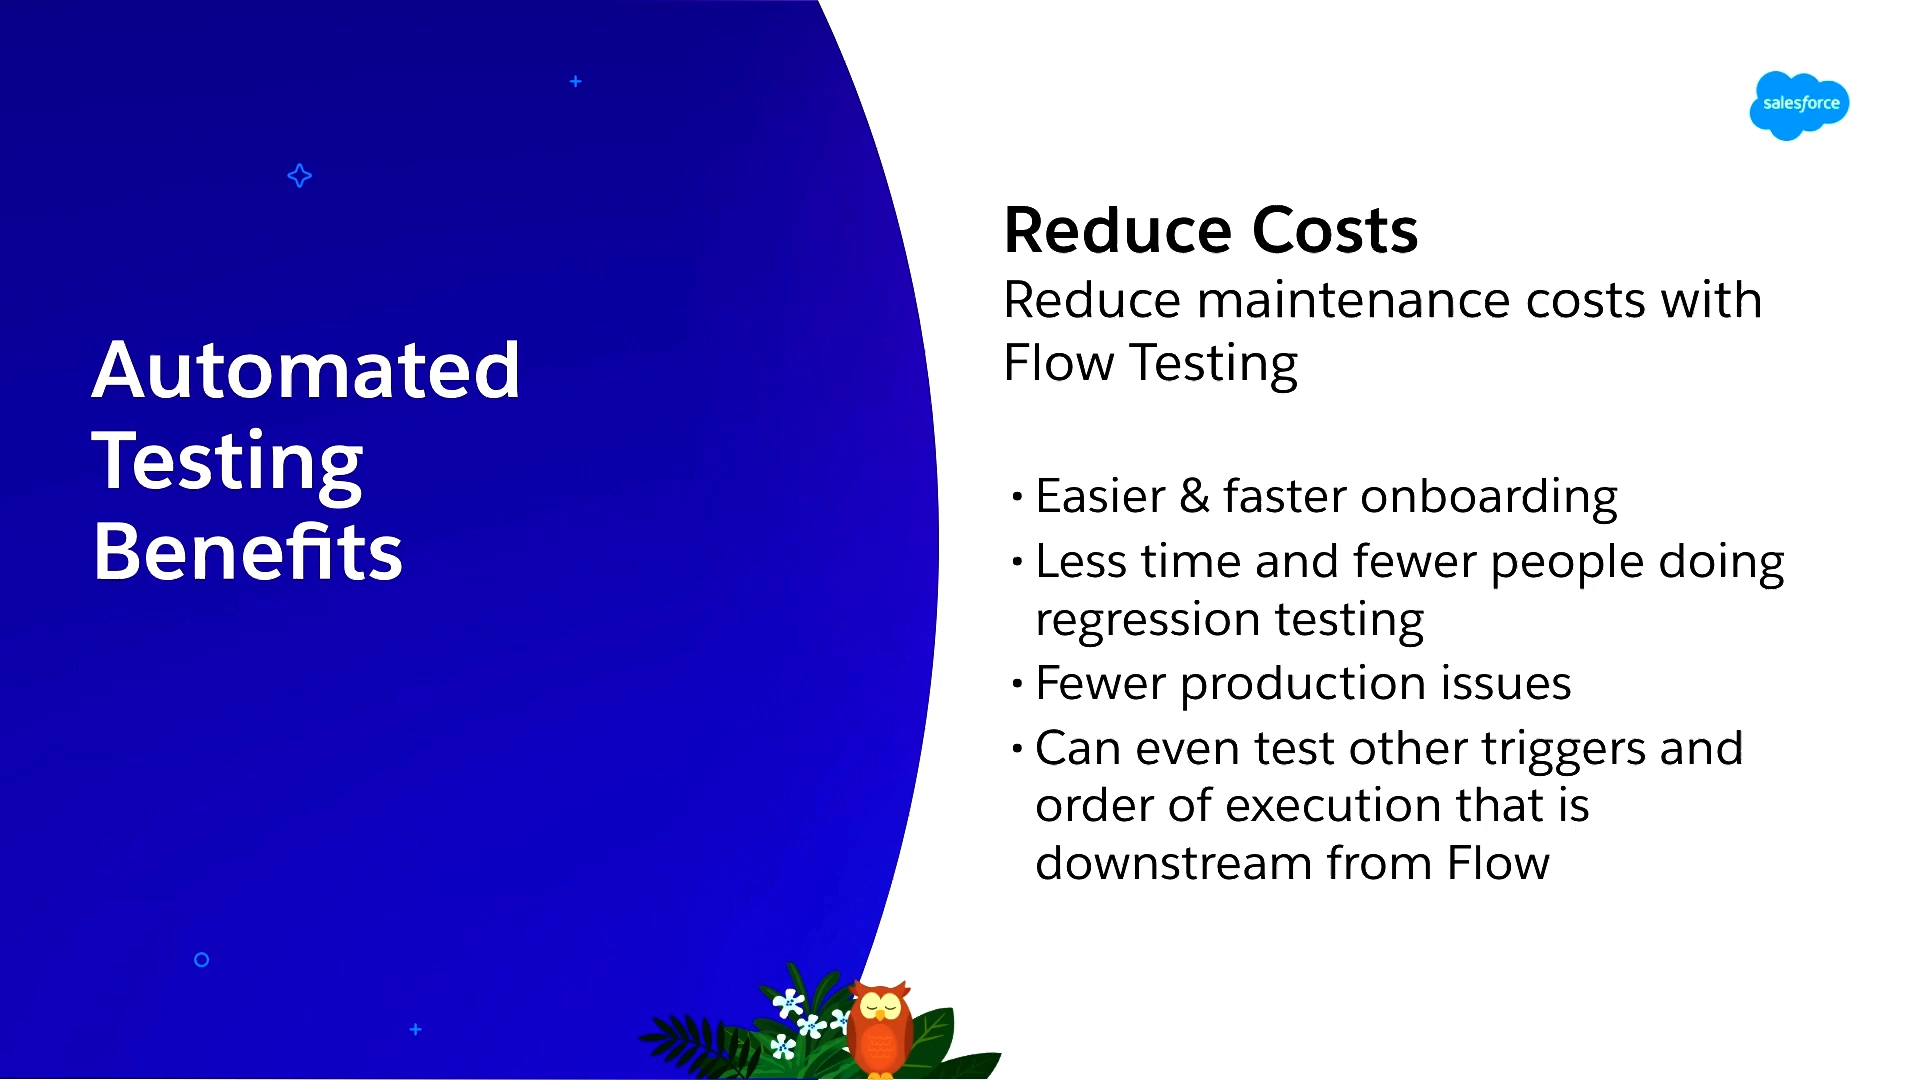 salesforce
Automated
Testing
Benefits
Reduce Costs
Reduce maintenance costs with
Flow Testing
• Easier & faster onboarding
• Less time and fewer people doing
regression testing
• Fewer production issues
• Can even test other triggers and
order of execution that is
downstream from Flow